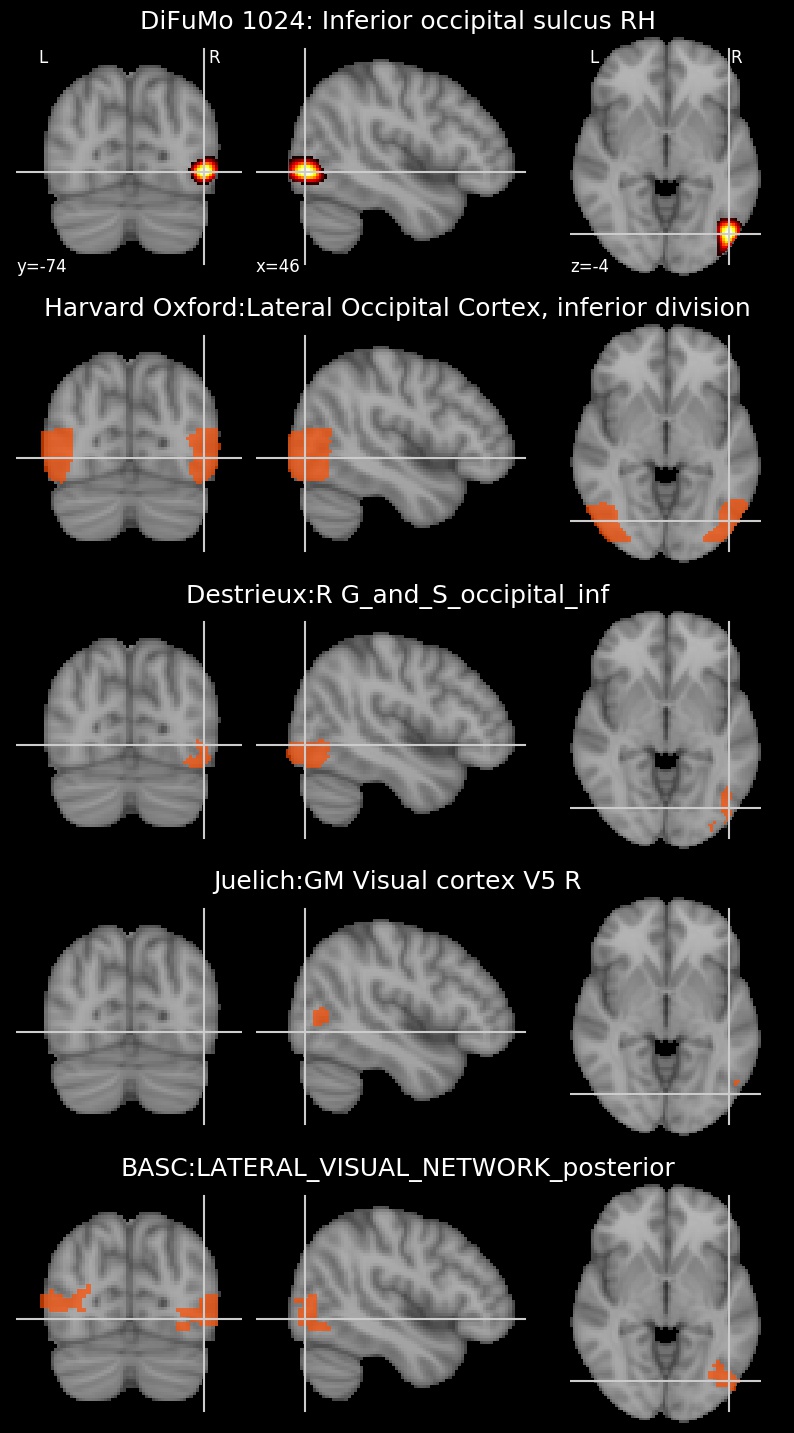 DiFuMo 1024: Inferior occipital sulcus RH
L R L R
y=-74 x=46 z=-4
Harvard Oxford:Lateral Occipital Cortex, inferior division
Destrieux:R G_and_S_occipital_inf
Juelich:GM Visual cortex V5 R
BASC:LATERAL_VISUAL_NETWORK_posterior